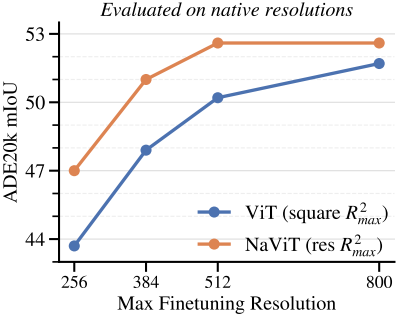 Evaluated on native resolutions
ADE20k mIoU
53
50
47
44
ViT (square R²ₘₐₓ)
NaViT (res R²ₘₐₓ)
256 384 512 800
Max Finetuning Resolution